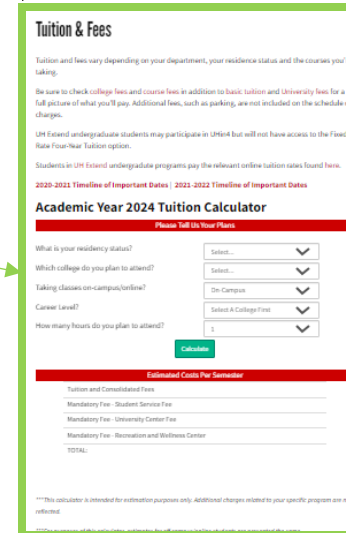 Tuition & Fees
Tuition and fees vary depending on your department, your residence status and the courses you'
taking.
Be sure to check college fees and course fees in addition to basic tuition and University fees for a
full picture of what you'll pay. Additional fees, such as parking, are not included on the schedule
charges.
UH Extend undergraduate students may participate in UHin4 but will not have access to the Fixed
Rate Four-Year Tuition option.
Students in UH Extend undergradute programs pay the relevant online tuition rates found here.
2020-2021 Timeline of Important Dates | 2021-2022 Timeline of Important Dates
Academic Year 2024 Tuition Calculator
Please Tell Us Your Plans
What is your residency status? Select...
Which college do you plan to attend? Select...
Taking classes on-campus/online? On-Campus
Career Level? Select A College First
How many hours do you plan to attend? 1
Calculate
Estimated Costs Per Semester
Tuition and Consolidated Fees
Mandatory Fee - Student Service Fee
Mandatory Fee - University Center Fee
Mandatory Fee - Recreation and Wellness Center
TOTAL:
***This calculator is intended for estimation purposes only. Additional charges related to your specific program are
reflected.